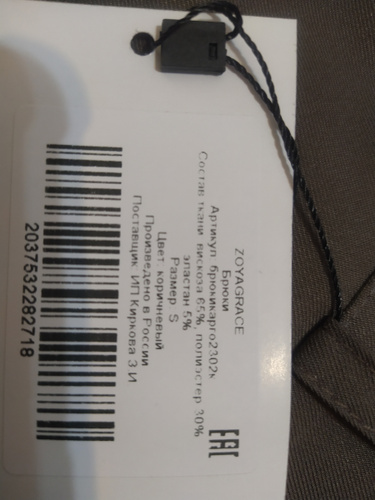 ZOYAGRACE
Брюки
Артикул: брюкикарго2302к
Состав ткани: вискоза 65%, полиэстер 30%
эластан 5%
Размер: S
Цвет: коричневый
Произведено в России
Поставщик ИП Киркова З И
2037532282718
EAC